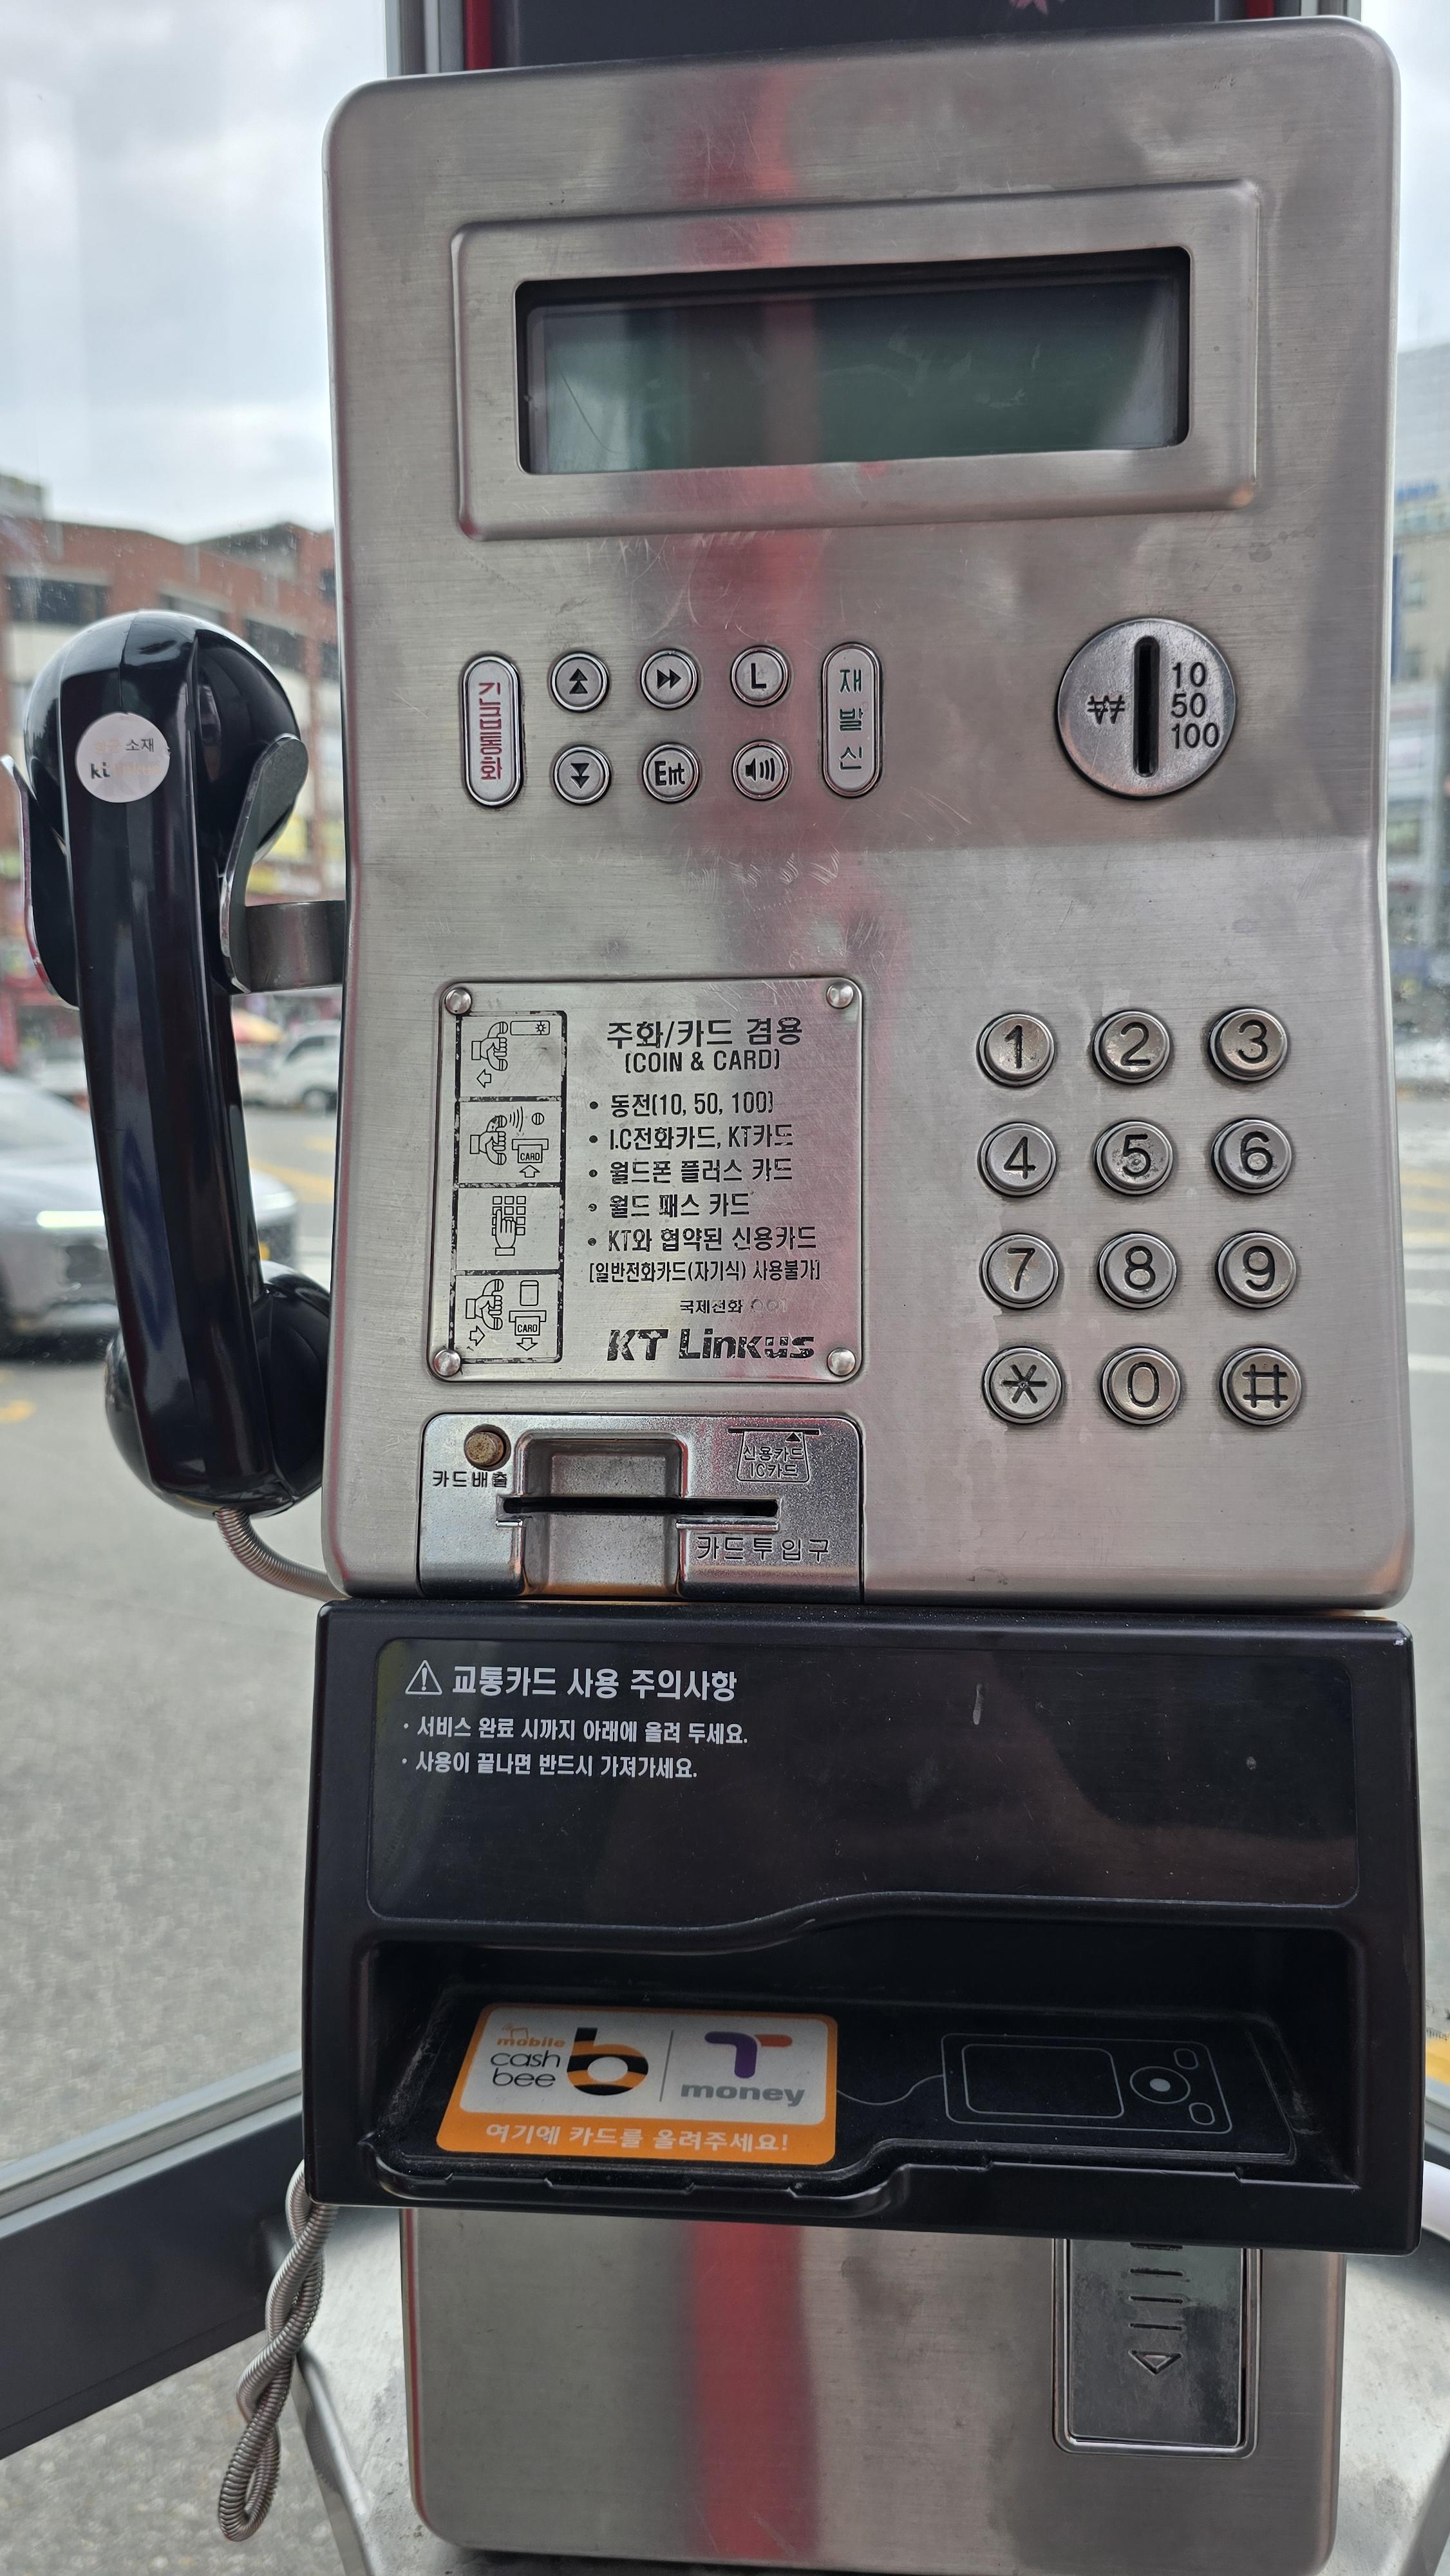 긴급통화
L
Ent
재발신
₩
10
50
100
소재
kt
주화/카드 겸용
(COIN & CARD)
• 동전(10, 50, 100)
• I.C전화카드, KT카드
• 월드폰 플러스 카드
• 월드 패스 카드
• KT와 협약된 신용카드
[일반전화카드(자기식) 사용불가]
국제전화 001
KT Linkus
CARD
CARD
1 2 3
4 5 6
7 8 9
* 0 #
카드배출
신용카드
IC카드
카드투입구
교통카드 사용 주의사항
• 서비스 완료 시까지 아래에 올려 두세요.
• 사용이 끝나면 반드시 가져가세요.
mobile
cash
bee
b
T
money
여기에 카드를 올려주세요!